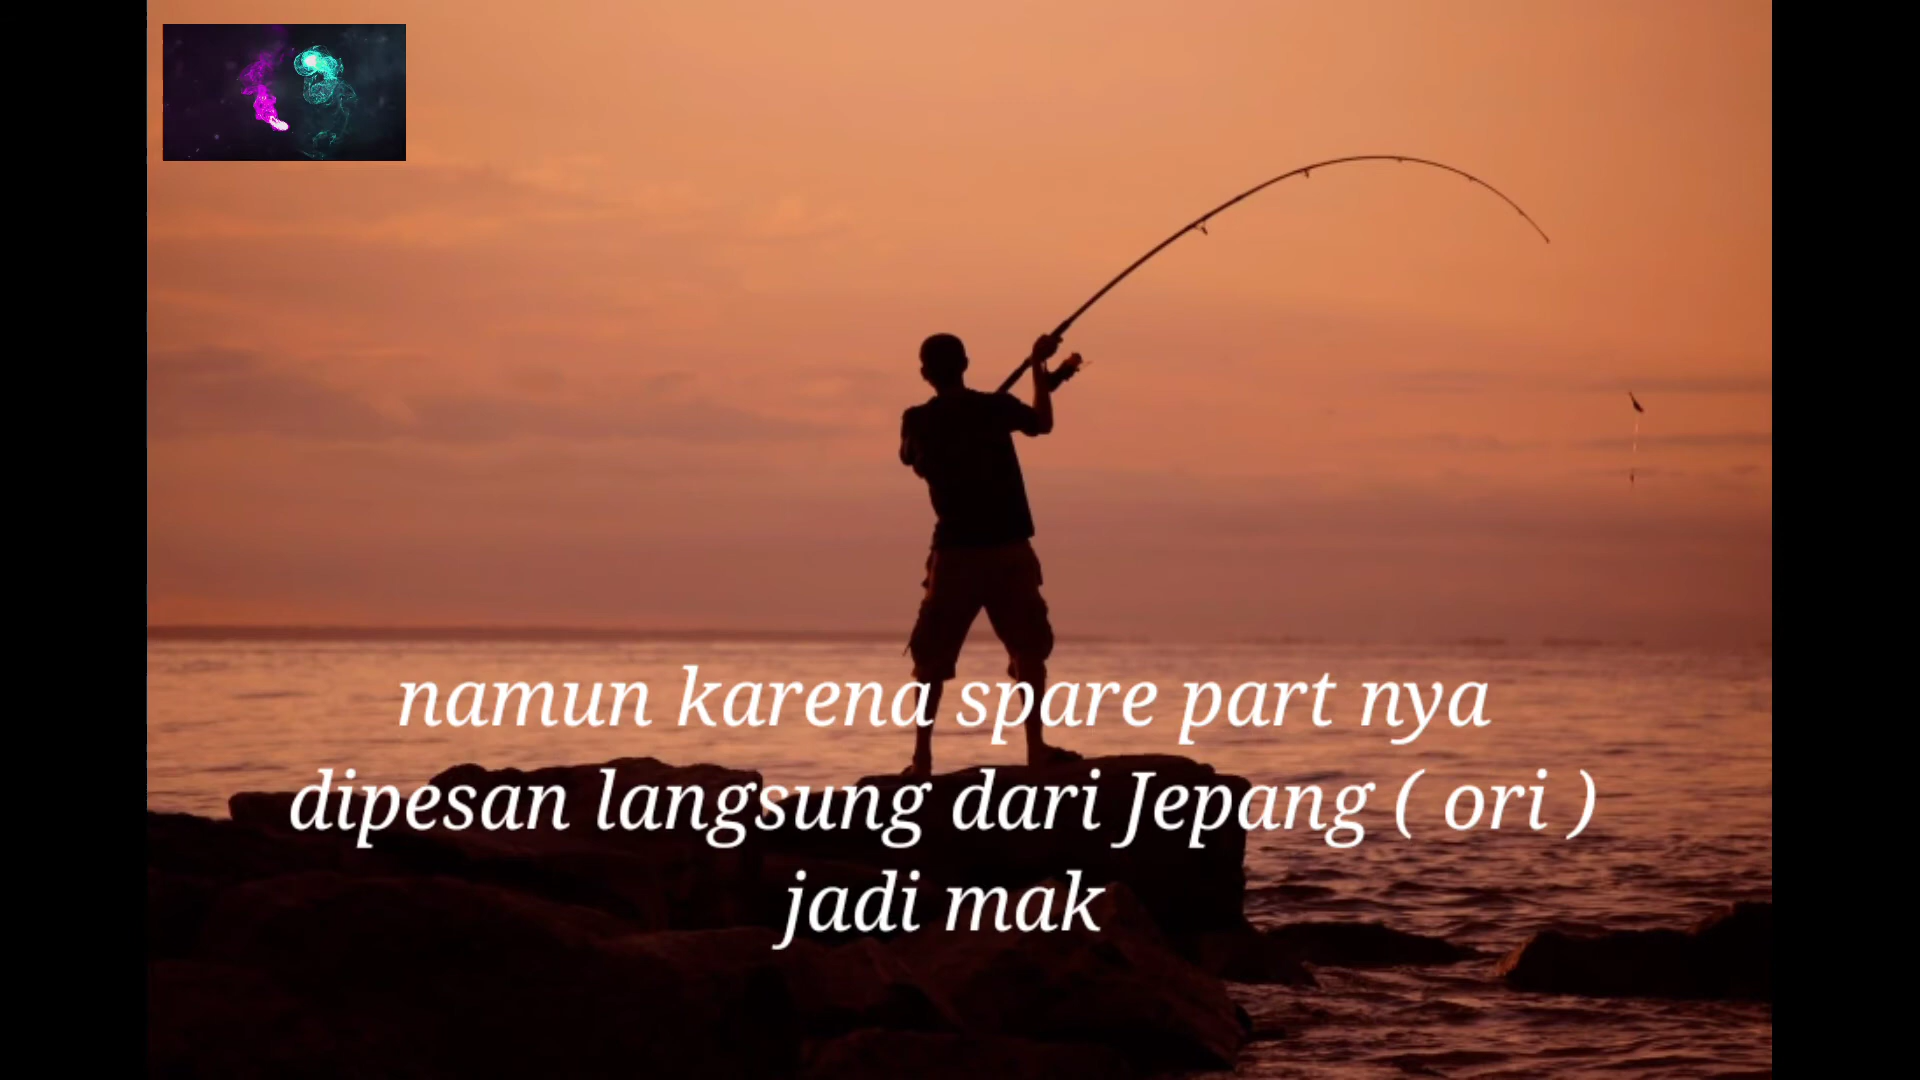 namun karena spare part nya
dipesan langsung dari Jepang ( ori )
jadi mak